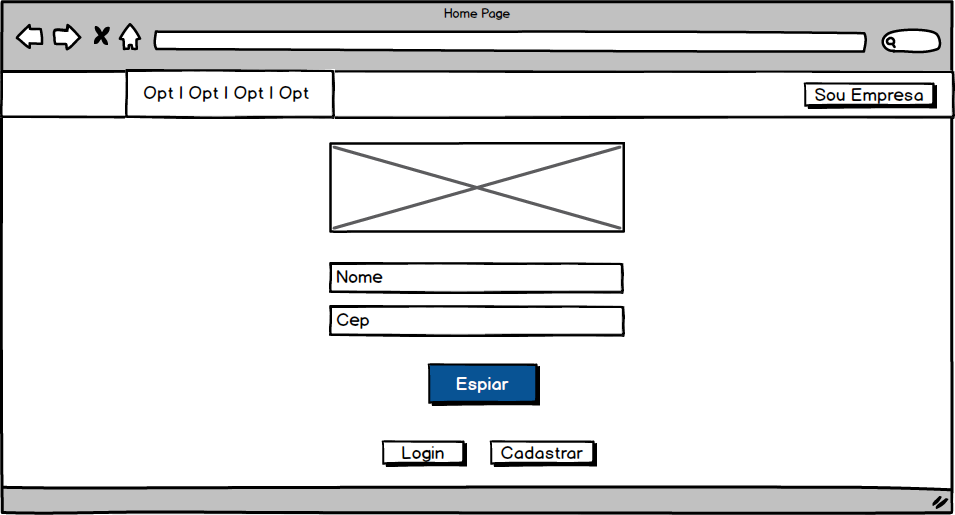 Home Page
Opt | Opt | Opt | Opt
Sou Empresa
Nome
Cep
Espiar
Login
Cadastrar